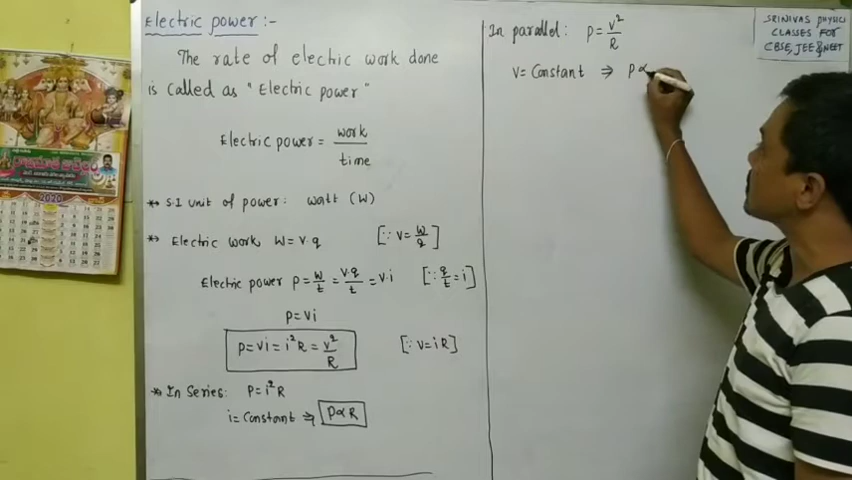 Electric power :-
The rate of electric work done
is called as "Electric power"
Electric power = work / time
** S.I unit of power: watt (W)
** Electric work W = V.q [∵ V = W/q]
Electric power P = W/t = V.q/t = V.i [∵ q/t = i]
P = Vi
P = Vi = i²R = V²/R [∵ V = iR]
** In Series: P = i²R
i = Constant ⇒ P ∝ R
In parallel: P = V²/R
V = Constant ⇒ P ∝
SRINIVAS PHYSICS
CLASSES FOR
CBSE, JEE & NEET
2020